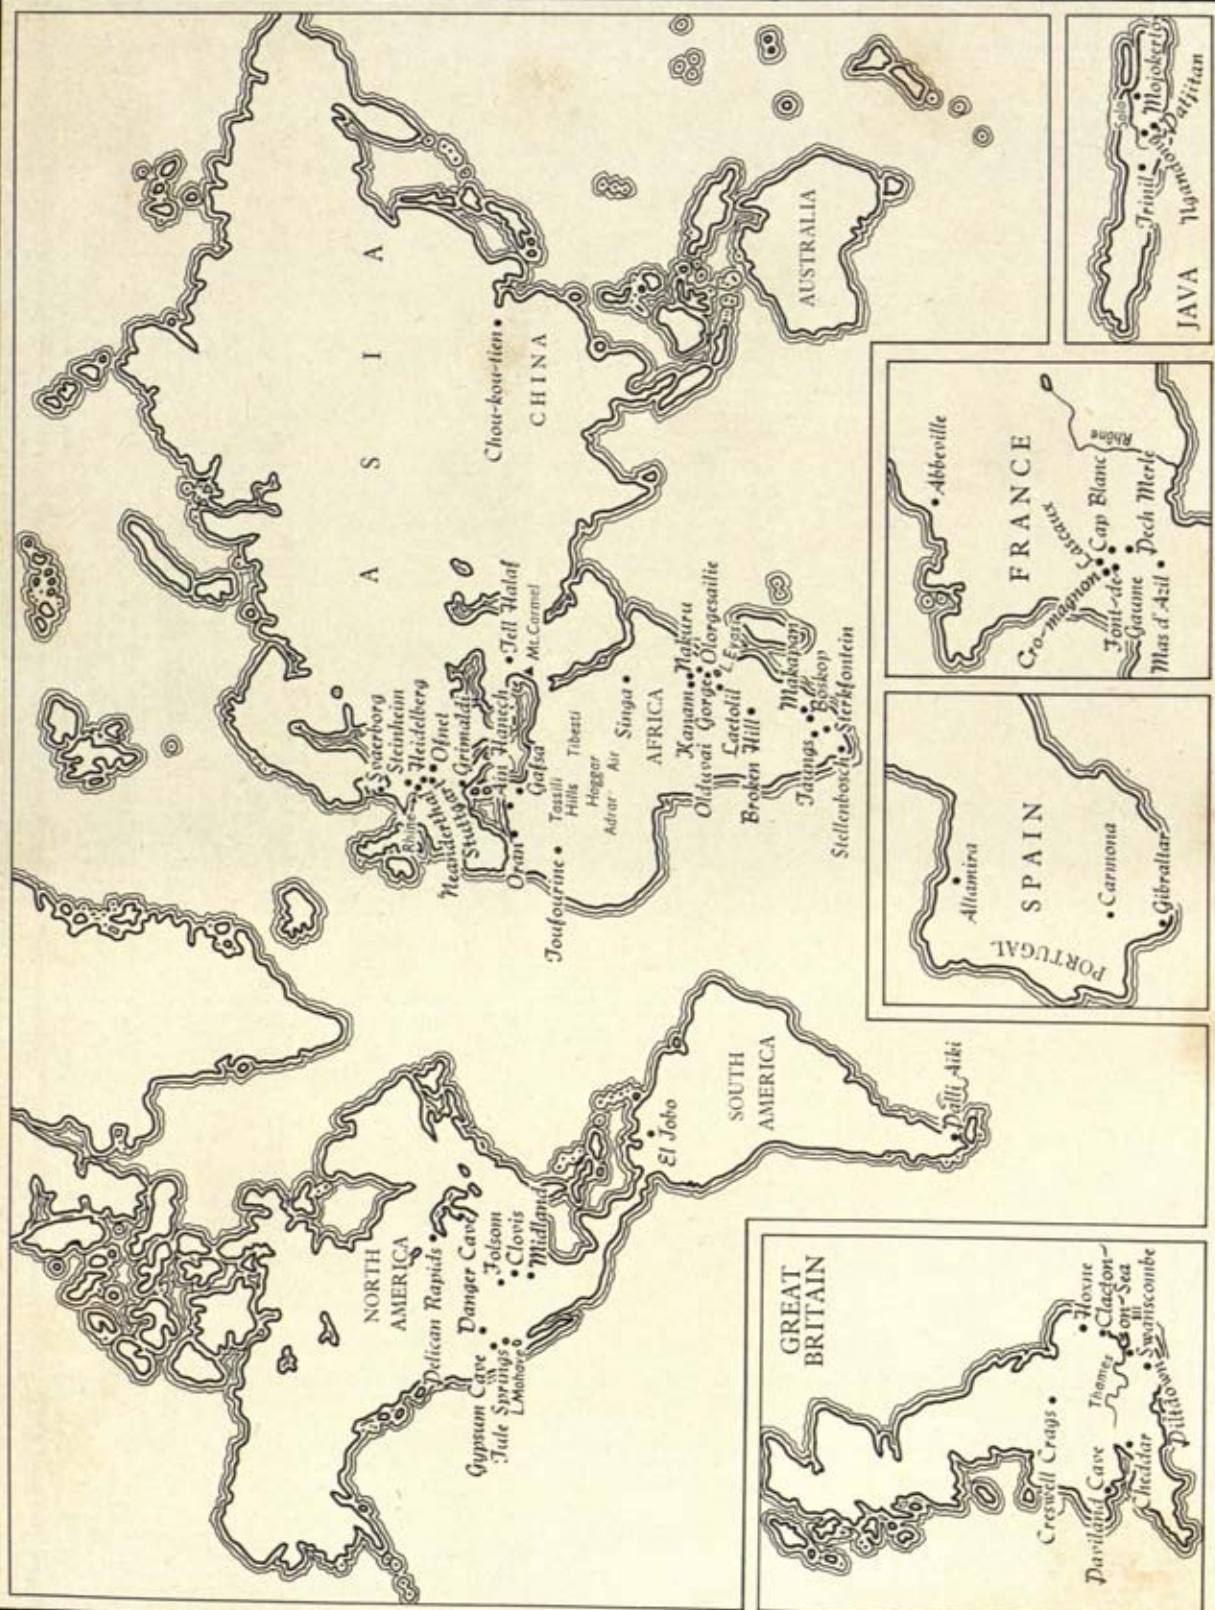 NORTH
AMERICA
Pelican Rapids
Danger Cave
Folsom
Clovis
Midland
Gypsum Cave
Tule Springs
L. Mohave
SOUTH
AMERICA
El Jobo
Palli Aiki
A S I A
Svaerborg
Steinheim
Heidelberg
Ofnet
Grimaldi
Rhine
Neanderthal
Stuttgart
Ain Hanech
Oran
Gafsa
Toufourine
Tassili
Hills
Tibesti
Hoggar
Adrar
Air
Singa
Tell Halaf
Mt. Carmel
AFRICA
Kanam
Nakuru
Olduvai Gorge
Olorgesailie
L. Eyasi
Laetolil
Broken Hill
Makapan
Taungs
Boskop
Sterkfontein
Stellenbosch
Chou-kou-tien
CHINA
AUSTRALIA
GREAT
BRITAIN
Creswell Crags
Hoxne
Clacton-
on-Sea
Thames
Swanscombe
Paviland Cave
Cheddar
Piltdown
SPAIN
PORTUGAL
Altamira
Carmona
Gibraltar
FRANCE
Abbeville
Cro-magnon
Lascaux
Cap Blanc
Rhône
Font-de-
Gaume
Pech Merle
Mas d'Azil
JAVA
Solo
Mojokerto
Trinil
Ngandong
Patjitan